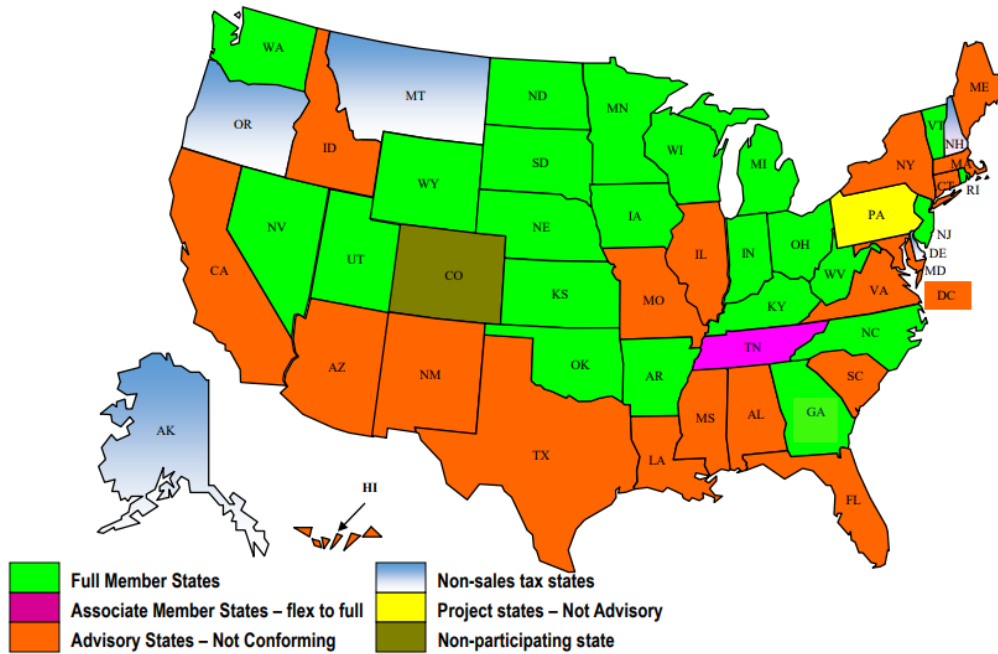 WA
MT
ND
MN
ME
OR
ID
SD
WI
MI
VT
NH
NY
MA
CT
RI
WY
NV
UT
CO
NE
IA
IL
IN
OH
PA
NJ
DE
MD
WV
VA
DC
CA
KS
MO
KY
AZ
NM
OK
AR
TN
NC
SC
TX
LA
MS
AL
GA
FL
AK
HI
Full Member States
Associate Member States – flex to full
Advisory States – Not Conforming
Non-sales tax states
Project states – Not Advisory
Non-participating state